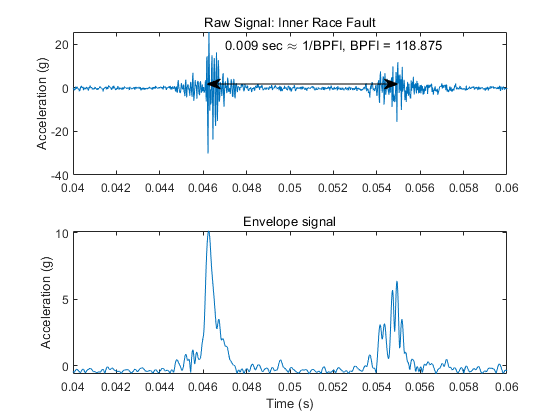 Raw Signal: Inner Race Fault
0.009 sec ≈ 1/BPFI, BPFI = 118.875
20
0
-20
-40
Acceleration (g)
0.04 0.042 0.044 0.046 0.048 0.05 0.052 0.054 0.056 0.058 0.06
Envelope signal
10
5
0
Acceleration (g)
0.04 0.042 0.044 0.046 0.048 0.05 0.052 0.054 0.056 0.058 0.06
Time (s)